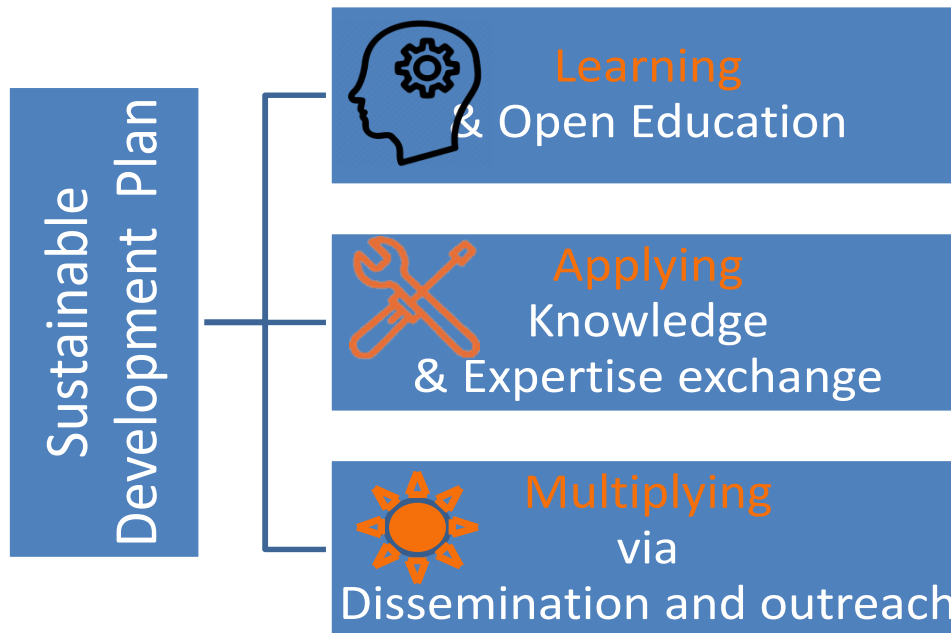 Sustainable
Development Plan
Learning
& Open Education
Applying
Knowledge
& Expertise exchange
Multiplying
via
Dissemination and outreach